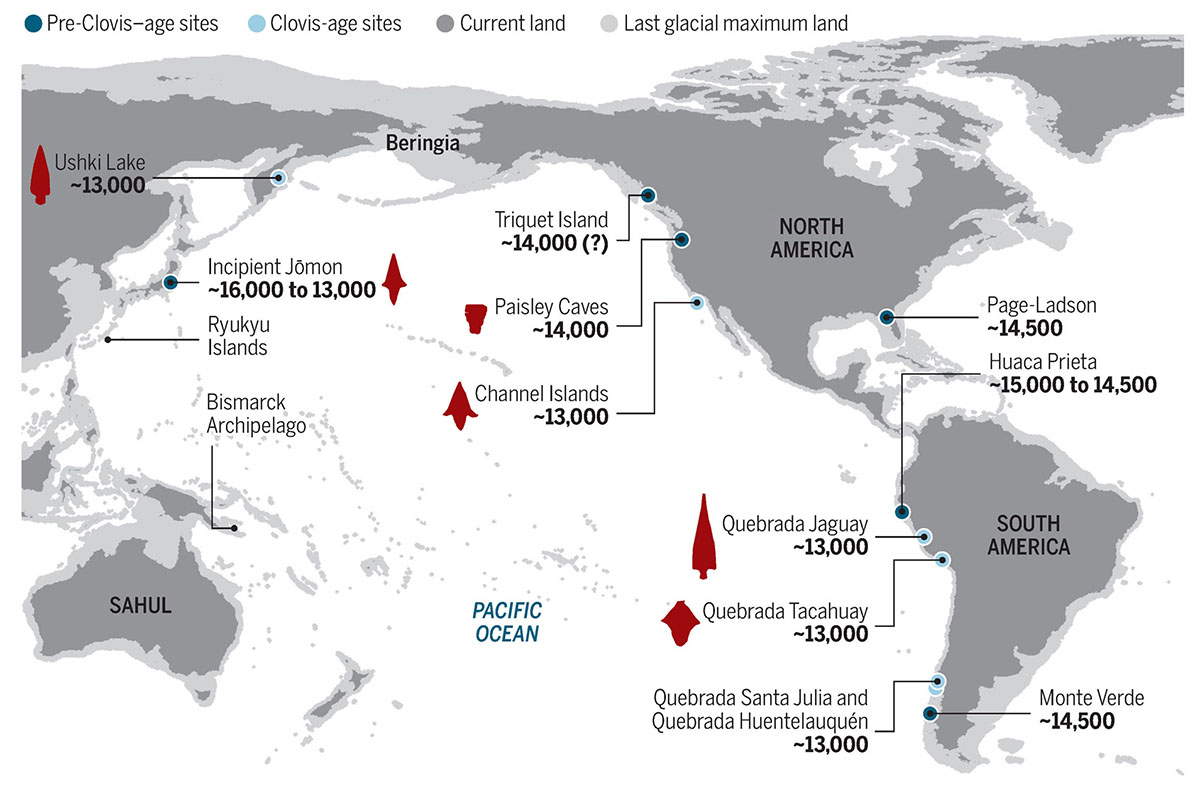 Pre-Clovis–age sites
Clovis-age sites
Current land
Last glacial maximum land
Beringia
Ushki Lake
~13,000
Triquet Island
~14,000 (?)
NORTH
AMERICA
Incipient Jōmon
~16,000 to 13,000
Paisley Caves
~14,000
Page-Ladson
~14,500
Ryukyu
Islands
Huaca Prieta
~15,000 to 14,500
Channel Islands
~13,000
Bismarck
Archipelago
Quebrada Jaguay
~13,000
SOUTH
AMERICA
SAHUL
PACIFIC
OCEAN
Quebrada Tacahuay
~13,000
Quebrada Santa Julia and
Quebrada Huentelauquén
~13,000
Monte Verde
~14,500